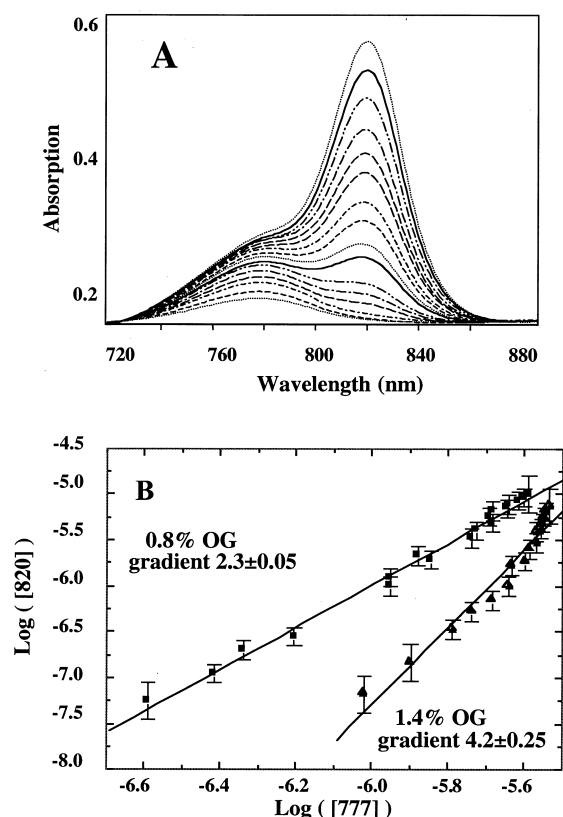 0.6
A
0.4
Absorption
0.2
720 760 800 840 880
Wavelength (nm)
-4.5
B
-5.0
0.8% OG
gradient 2.3±0.05
-5.5
-6.0
Log ( [820] )
-6.5
-7.0
1.4% OG
gradient 4.2±0.25
-7.5
-8.0
-6.6 -6.4 -6.2 -6.0 -5.8 -5.6
Log ( [777] )